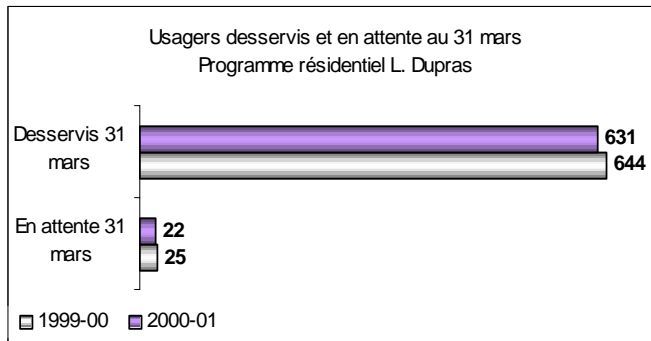 Usagers desservis et en attente au 31 mars
Programme résidentiel L. Dupras
Desservis 31
mars
631
644
En attente 31
mars
22
25
1999-00 2000-01